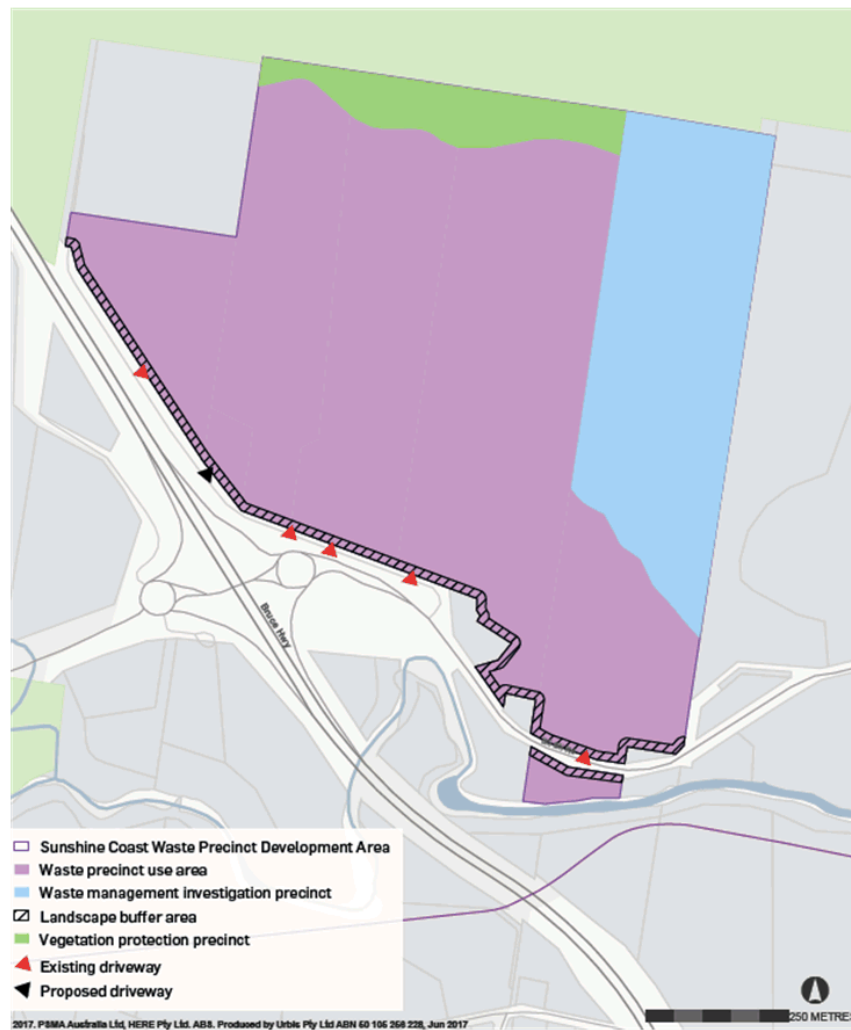 Bruce Hwy
Sunshine Coast Waste Precinct Development Area
Waste precinct use area
Waste management investigation precinct
Landscape buffer area
Vegetation protection precinct
Existing driveway
Proposed driveway
250 METRES
2017. PSMA Australia Ltd, HERE Pty Ltd. ABS. Produced by Urbis Pty Ltd ABN 50 105 256 228, Jun 2017